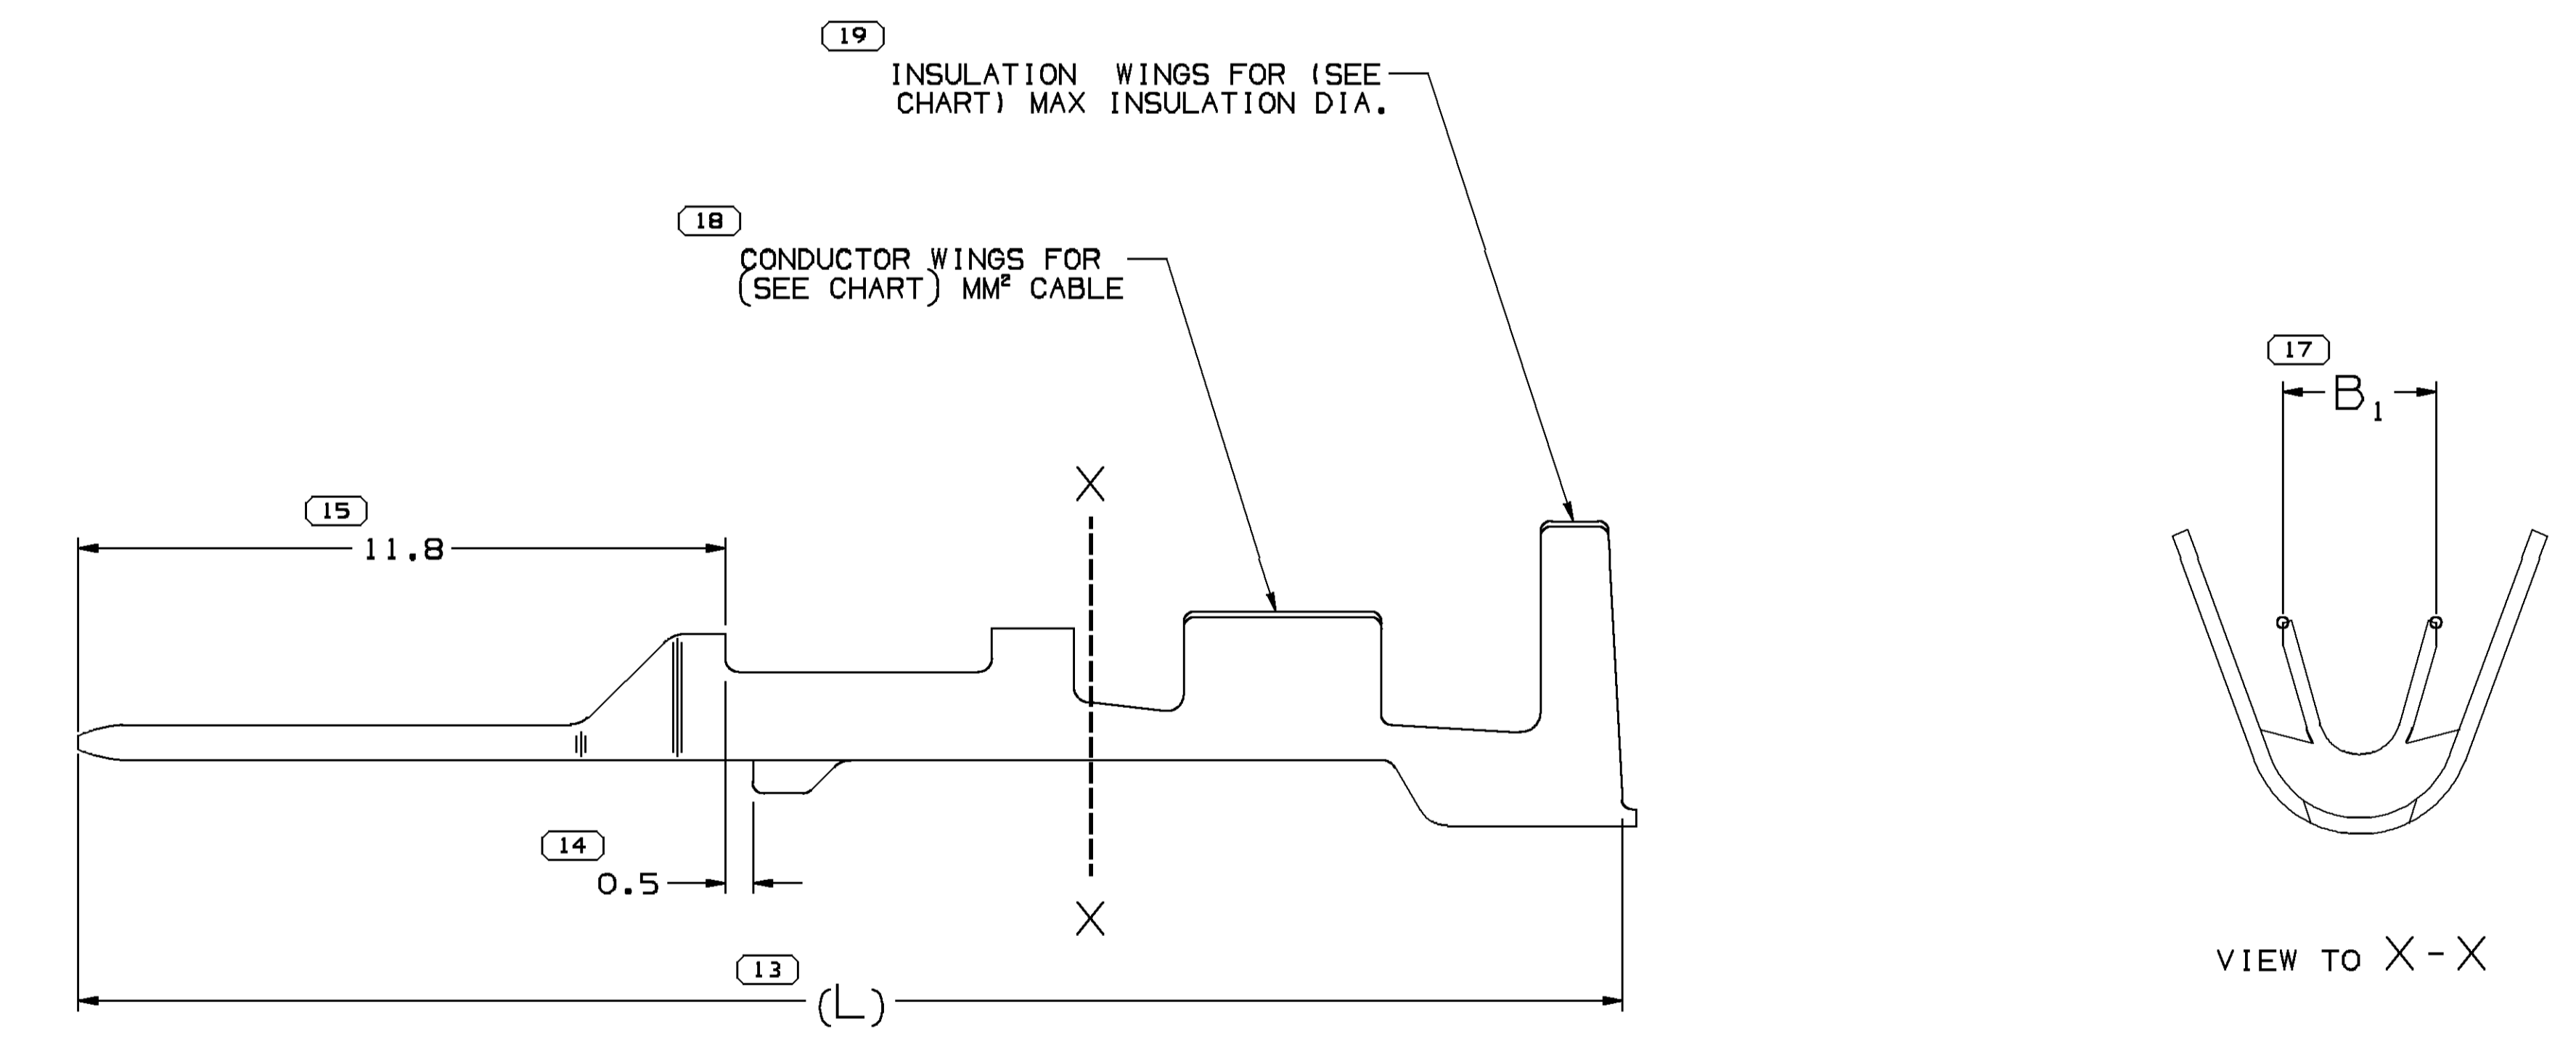 19
INSULATION WINGS FOR (SEE
CHART) MAX INSULATION DIA.
18
CONDUCTOR WINGS FOR
(SEE CHART) MM² CABLE
17
B₁
X
15
11.8
14
0.5
X
13
(L)
VIEW TO X-X